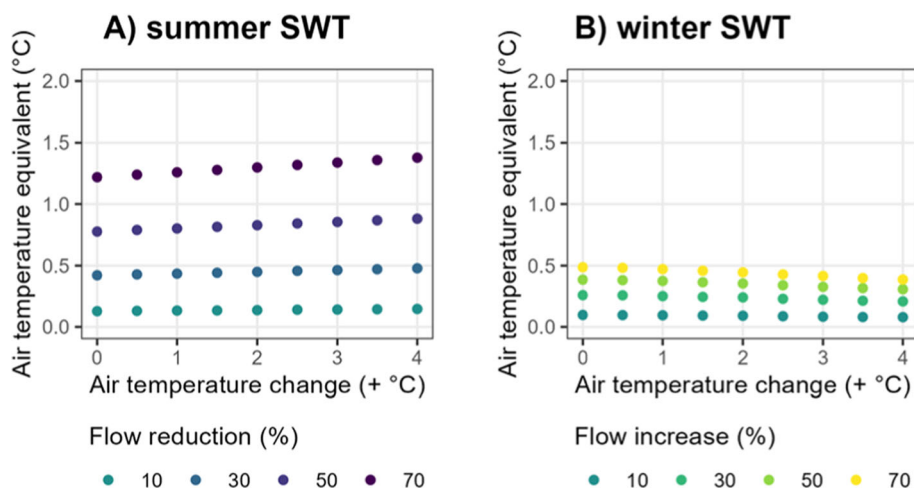 A) summer SWT
Air temperature equivalent (°C)
2.0
1.5
1.0
0.5
0.0
0 1 2 3 4
Air temperature change (+ °C)
Flow reduction (%)
10 30 50 70
B) winter SWT
Air temperature equivalent (°C)
2.0
1.5
1.0
0.5
0.0
0 1 2 3 4
Air temperature change (+ °C)
Flow increase (%)
10 30 50 70